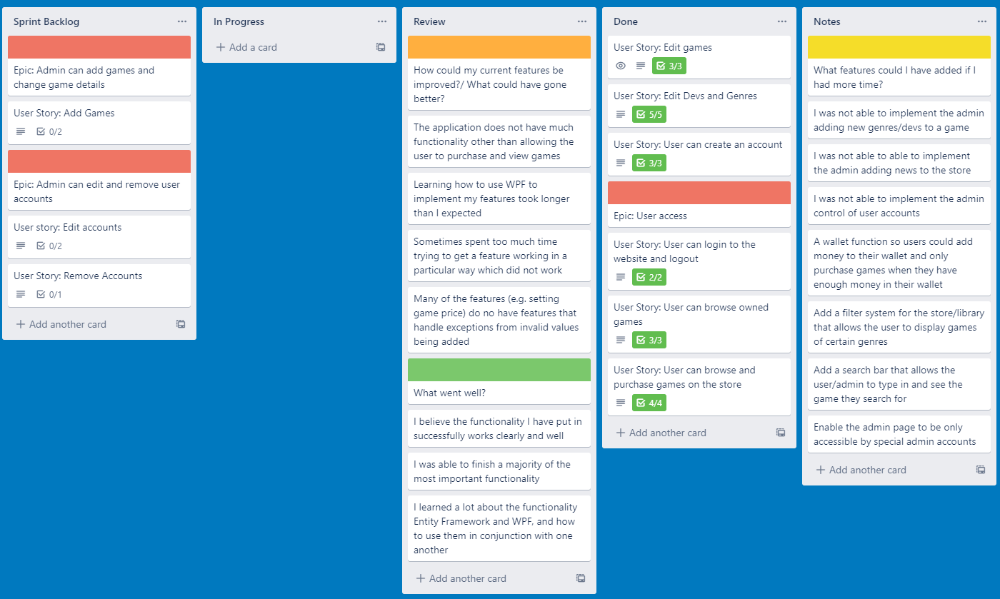 Sprint Backlog
Epic: Admin can add games and
change game details
User Story: Add Games
0/2
Epic: Admin can edit and remove user
accounts
User story: Edit accounts
0/2
User Story: Remove Accounts
0/1
Add another card
In Progress
Add a card
Review
How could my current features be
improved?/ What could have gone
better?
The application does not have much
functionality other than allowing the
user to purchase and view games
Learning how to use WPF to
implement my features took longer
than I expected
Sometimes spent too much time
trying to get a feature working in a
particular way which did not work
Many of the features (e.g. setting
game price) do no have features that
handle exceptions from invalid values
being added
What went well?
I believe the functionality I have put in
successfully works clearly and well
I was able to finish a majority of the
most important functionality
I learned a lot about the functionality
Entity Framework and WPF, and how
to use them in conjunction with one
another
Add another card
Done
User Story: Edit games
3/3
User Story: Edit Devs and Genres
5/5
User Story: User can create an account
3/3
Epic: User access
User Story: User can login to the
website and logout
2/2
User Story: User can browse owned
games
3/3
User Story: User can browse and
purchase games on the store
4/4
Add another card
Notes
What features could I have added if I
had more time?
I was not able to implement the admin
adding new genres/devs to a game
I was not able to able to implement
the admin adding news to the store
I was not able to implement the admin
control of user accounts
A wallet function so users could add
money to their wallet and only
purchase games when they have
enough money in their wallet
Add a filter system for the store/library
that allows the user to display games
of certain genres
Add a search bar that allows the
user/admin to type in and see the
game they search for
Enable the admin page to be only
accessible by special admin accounts
Add another card